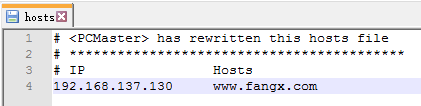 hosts
1 # <PCMaster> has rewritten this hosts file
2 # ******************************************
3 # IP Hosts
4 192.168.137.130 www.fangx.com